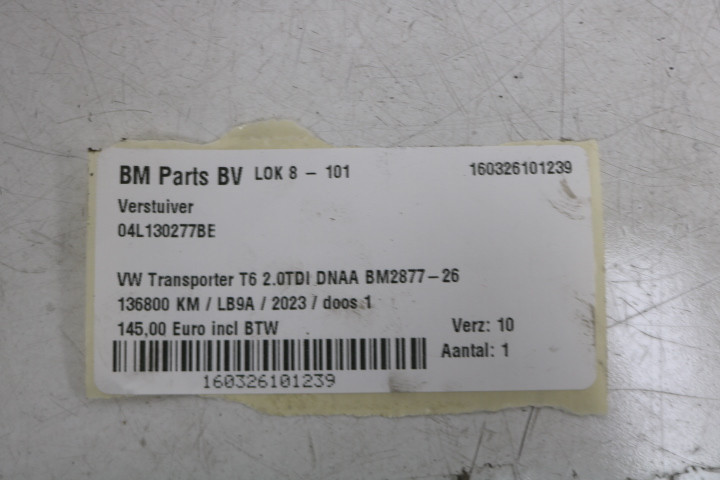 BM Parts BV LOK 8 - 101 160326101239
Verstuiver
04L130277BE
VW Transporter T6 2.0TDI DNAA BM2877-26
136800 KM / LB9A / 2023 / doos 1
145,00 Euro incl BTW Verz: 10
Aantal: 1
160326101239